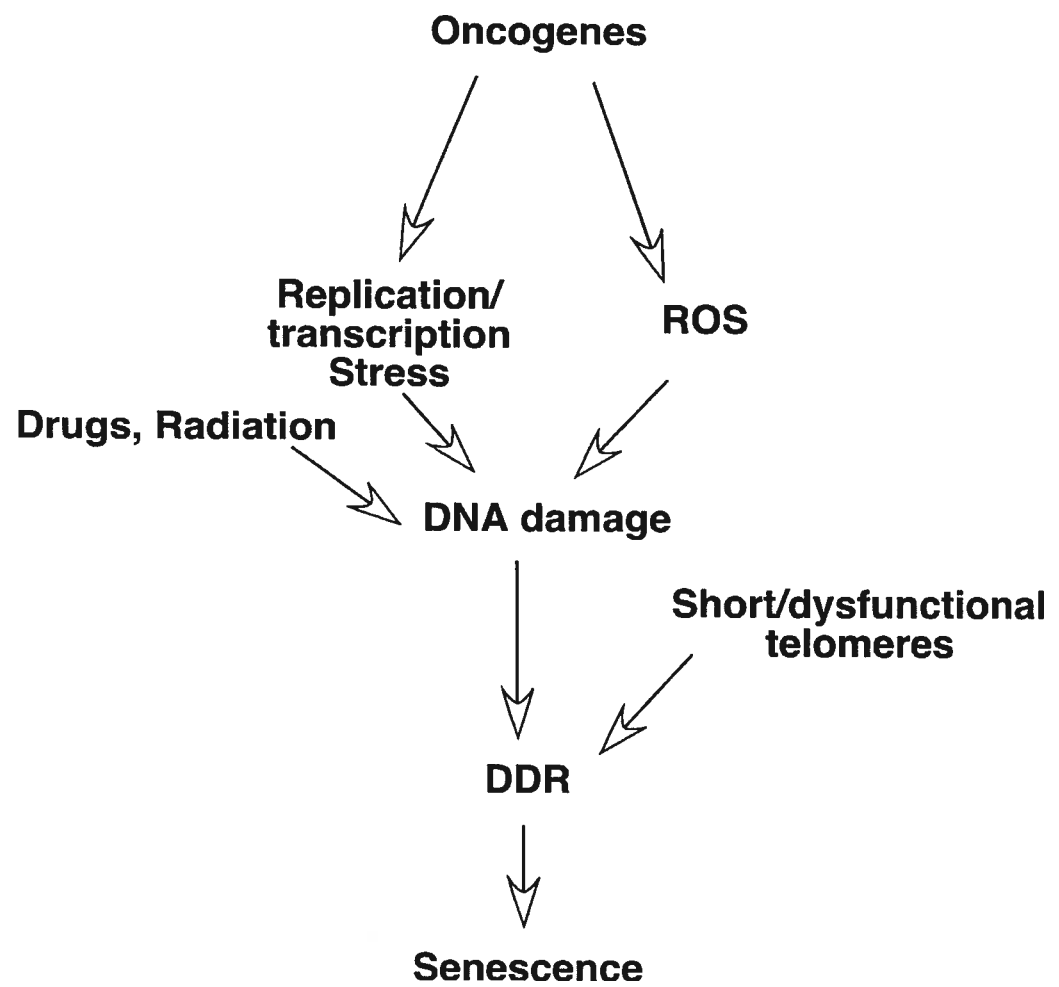 Oncogenes
Replication/
transcription
Stress
ROS
Drugs, Radiation
DNA damage
Short/dysfunctional
telomeres
DDR
Senescence